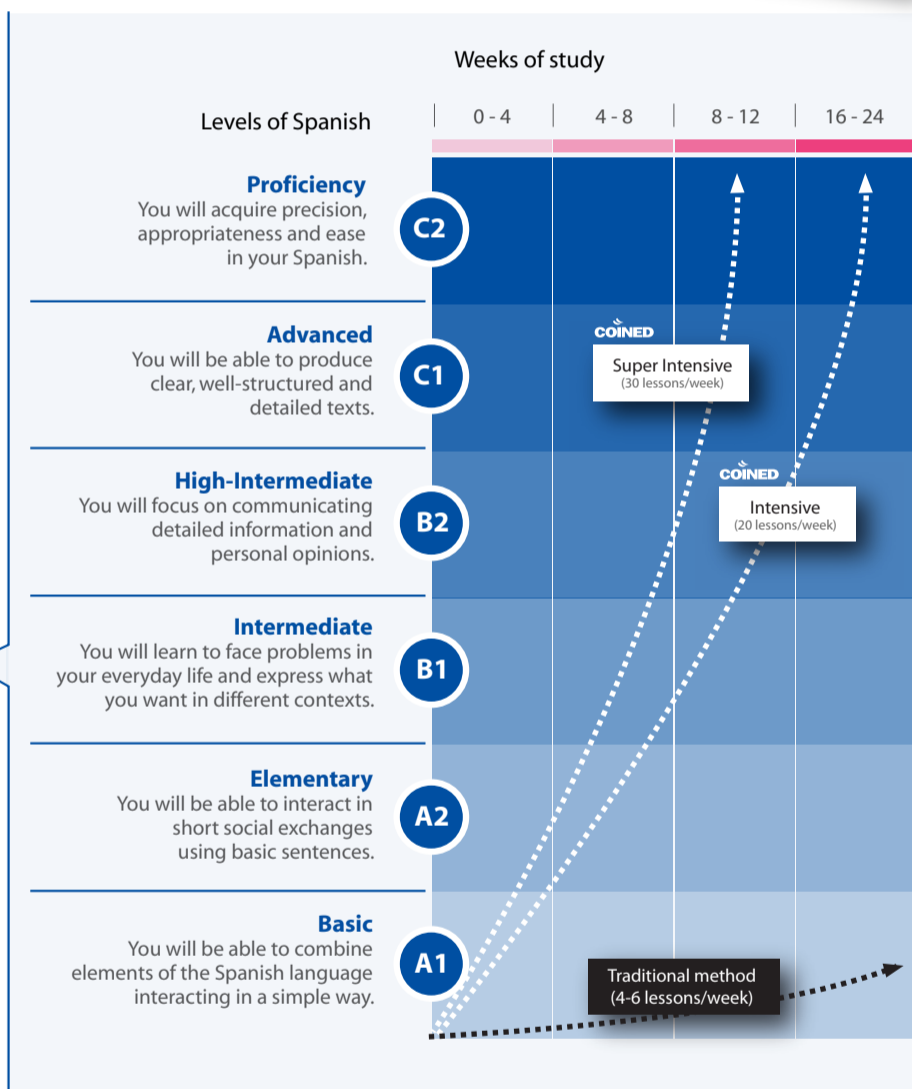 Weeks of study
Levels of Spanish
0 - 4
4 - 8
8 - 12
16 - 24
Proficiency
You will acquire precision,
appropriateness and ease
in your Spanish.
C2
Advanced
You will be able to produce
clear, well-structured and
detailed texts.
C1
COINED
Super Intensive
(30 lessons/week)
High-Intermediate
You will focus on communicating
detailed information and
personal opinions.
B2
COINED
Intensive
(20 lessons/week)
Intermediate
You will learn to face problems in
your everyday life and express what
you want in different contexts.
B1
Elementary
You will be able to interact in
short social exchanges
using basic sentences.
A2
Basic
You will be able to combine
elements of the Spanish language
interacting in a simple way.
A1
Traditional method
(4-6 lessons/week)